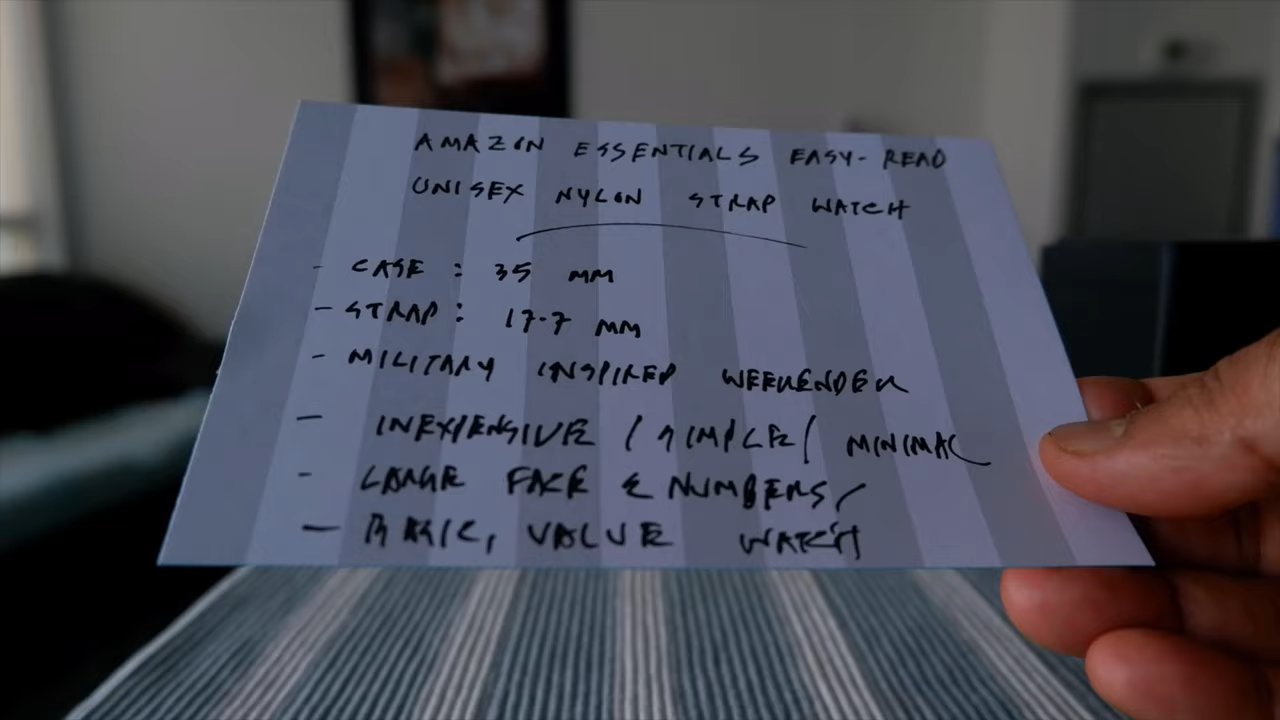 AMAZON ESSENTIALS EASY-READ
UNISEX NYLON STRAP WATCH
- CASE : 35 MM
- STRAP : 17.7 MM
- MILITARY INSPIRED WEEKENDER
- INEXPENSIVE / SIMPLE / MINIMAL
- LARGE FACE & NUMBERS
- BASIC, VALUE WATCH